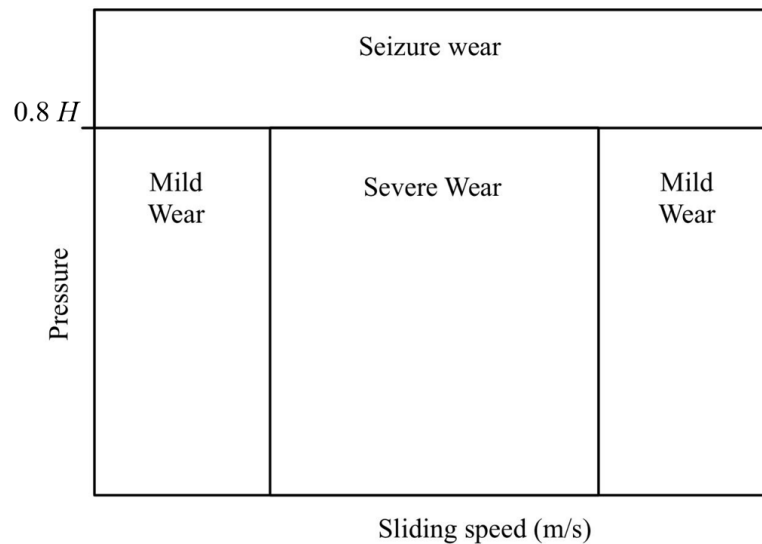 Seizure wear
0.8 H
Mild
Wear
Severe Wear
Mild
Wear
Pressure
Sliding speed (m/s)